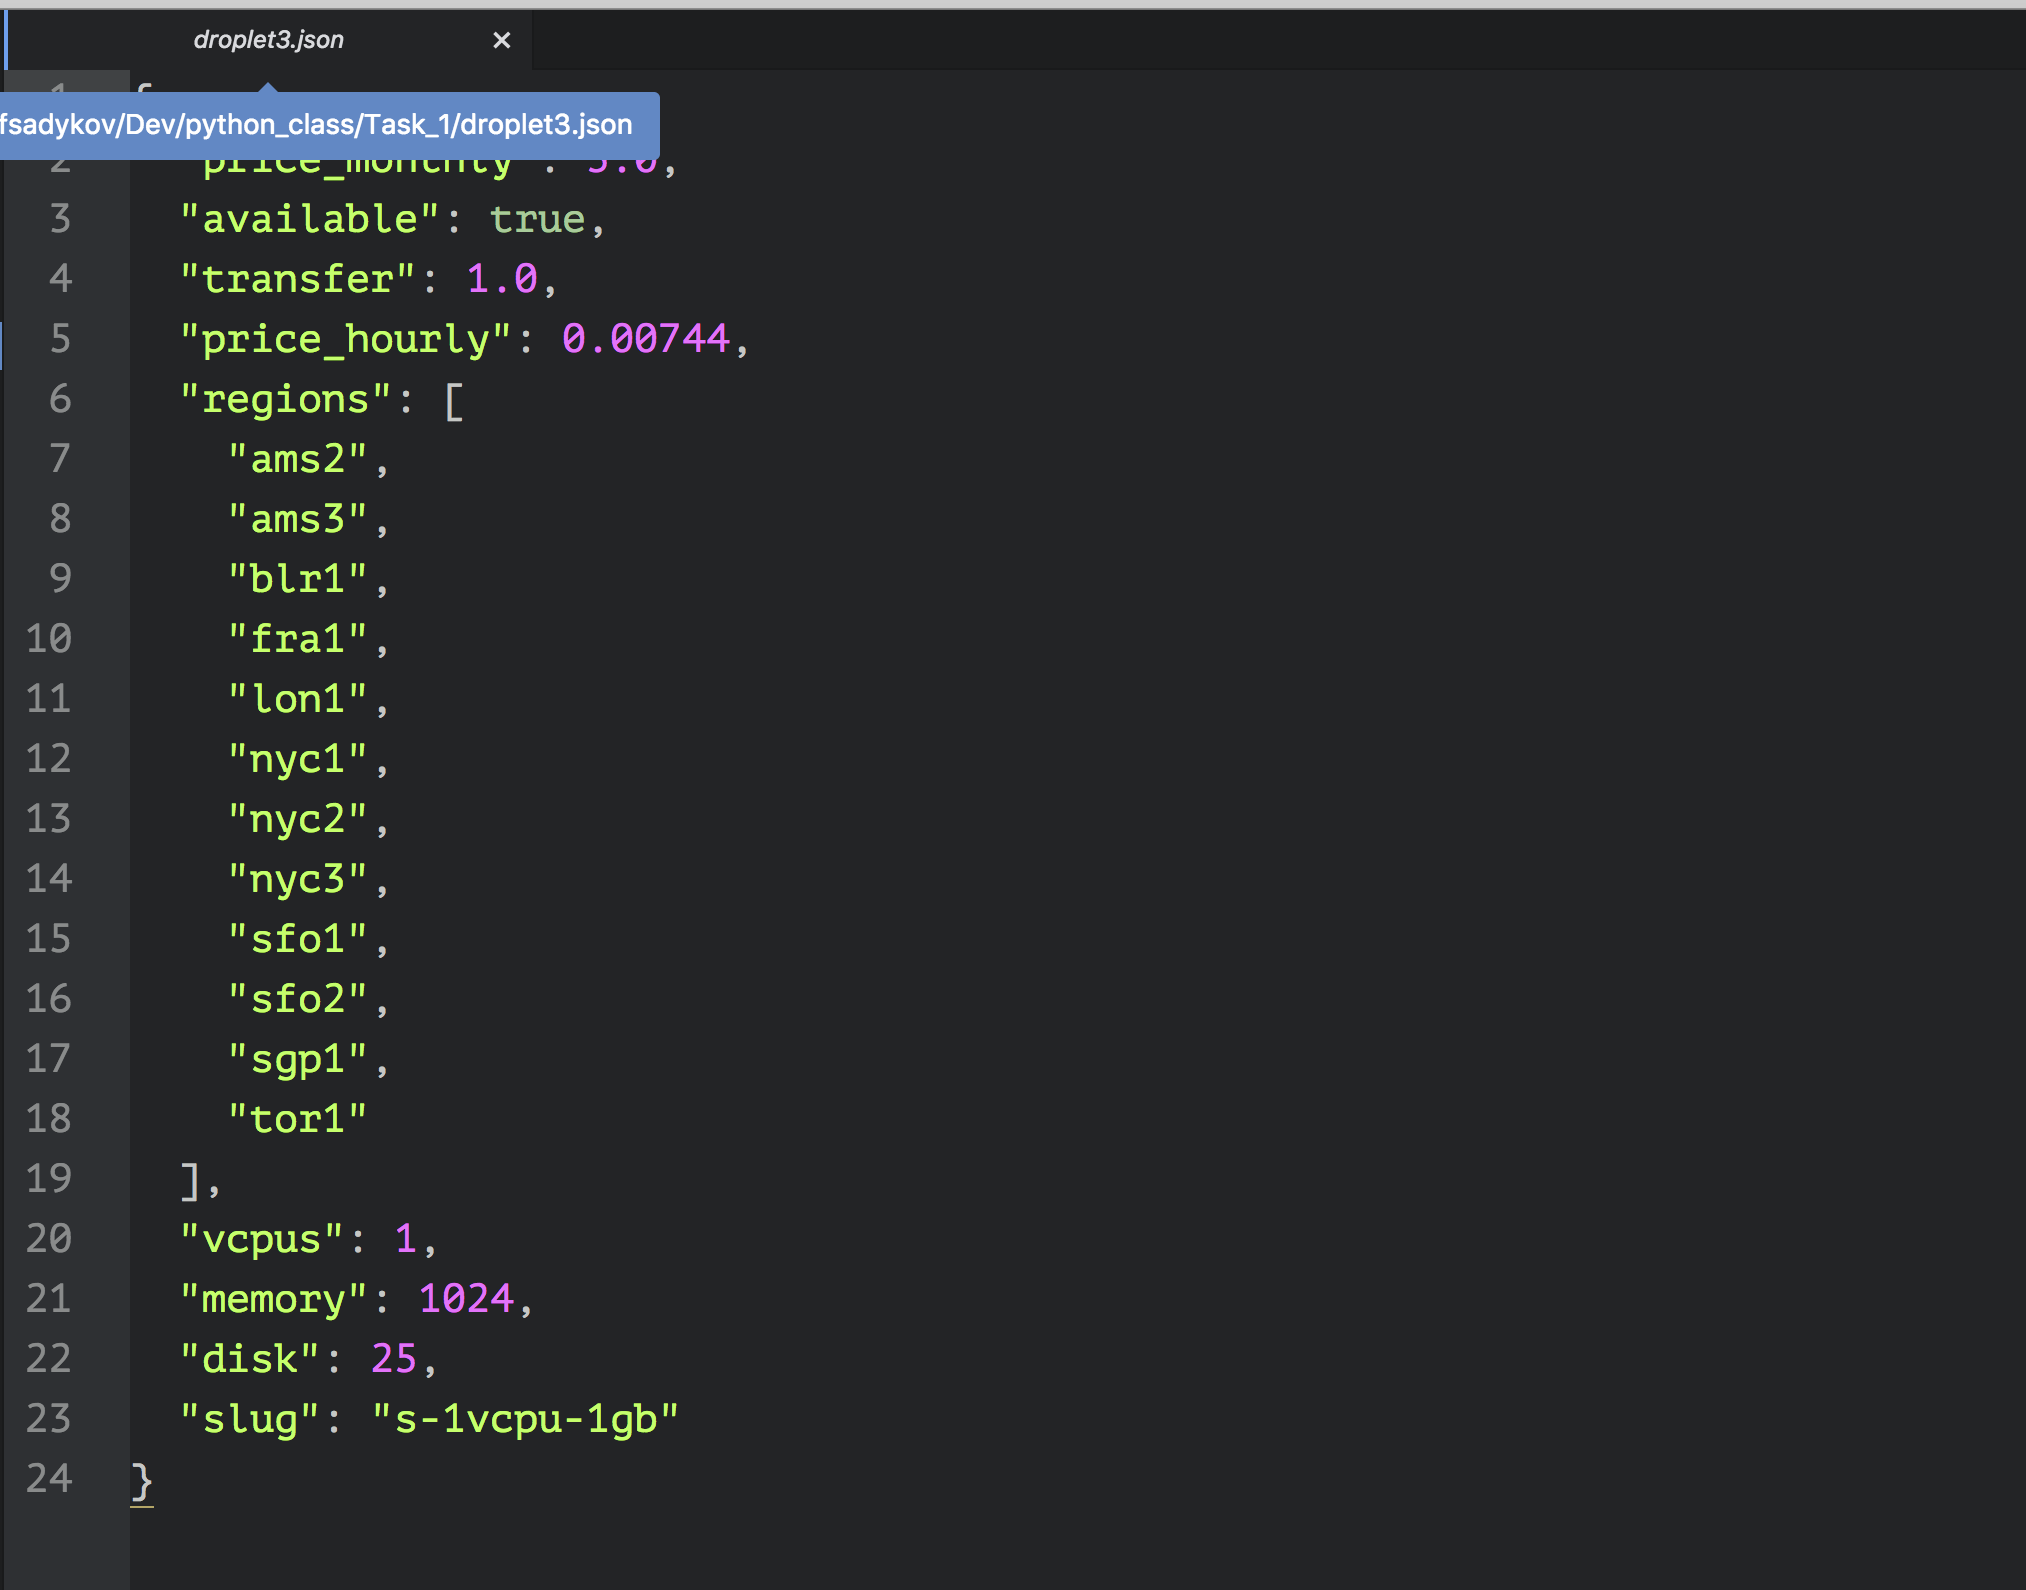 droplet3.json ×
1 {
fsadykov/Dev/python_class/Task_1/droplet3.json
2 "price_monthly": 5.0,
3 "available": true,
4 "transfer": 1.0,
5 "price_hourly": 0.00744,
6 "regions": [
7 "ams2",
8 "ams3",
9 "blr1",
10 "fra1",
11 "lon1",
12 "nyc1",
13 "nyc2",
14 "nyc3",
15 "sfo1",
16 "sfo2",
17 "sgp1",
18 "tor1"
19 ],
20 "vcpus": 1,
21 "memory": 1024,
22 "disk": 25,
23 "slug": "s-1vcpu-1gb"
24 }